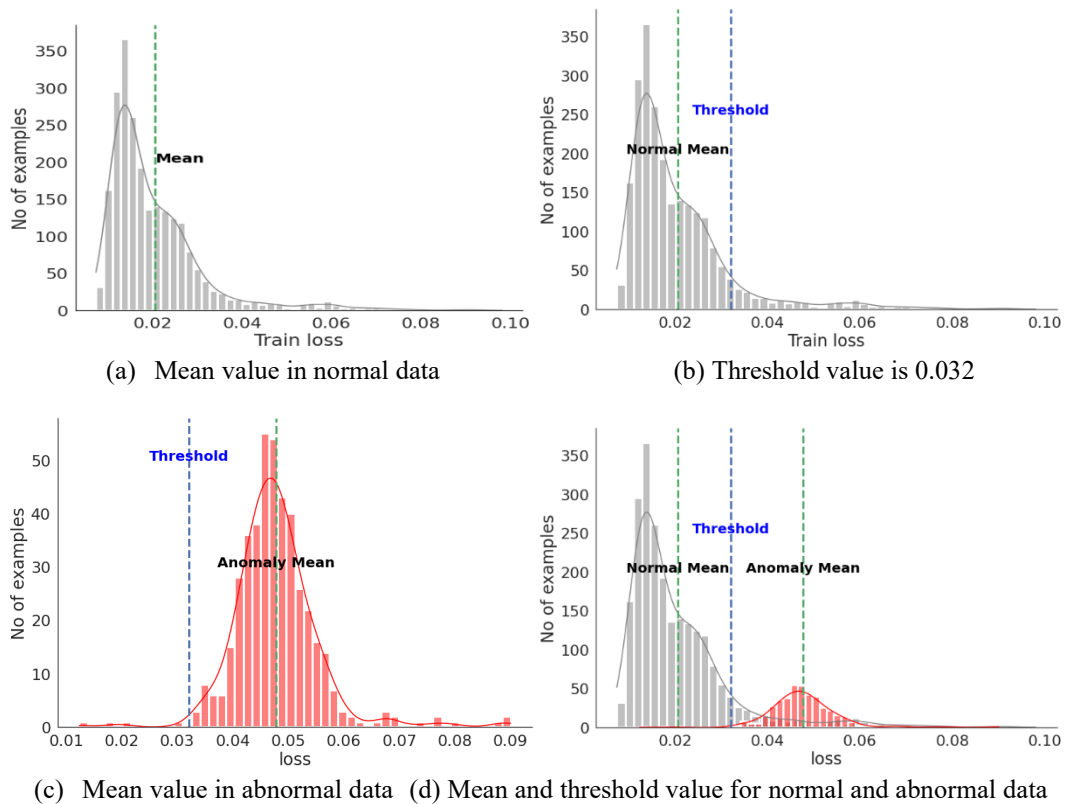 350
300
250
200
150
100
50
0
No of examples
Mean
0.02
0.04
0.06
0.08
0.10
Train loss
(a) Mean value in normal data
350
300
250
200
150
100
50
0
No of examples
Threshold
Normal Mean
0.02
0.04
0.06
0.08
0.10
Train loss
(b) Threshold value is 0.032
50
40
30
20
10
0
No of examples
Threshold
Anomaly Mean
0.01
0.02
0.03
0.04
0.05
0.06
0.07
0.08
0.09
loss
(c) Mean value in abnormal data
350
300
250
200
150
100
50
0
No of examples
Threshold
Normal Mean
Anomaly Mean
0.02
0.04
0.06
0.08
0.10
loss
(d) Mean and threshold value for normal and abnormal data